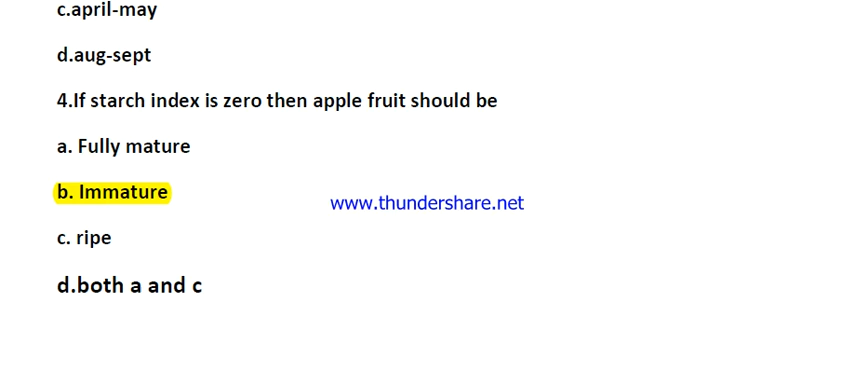 c.april-may
d.aug-sept
4.If starch index is zero then apple fruit should be
a. Fully mature
b. Immature
www.thundershare.net
c. ripe
d.both a and c